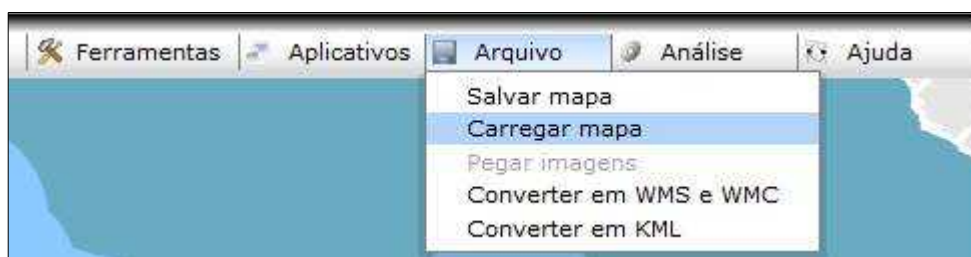 Ferramentas Aplicativos Arquivo Análise Ajuda
Salvar mapa
Carregar mapa
Pegar imagens
Converter em WMS e WMC
Converter em KML